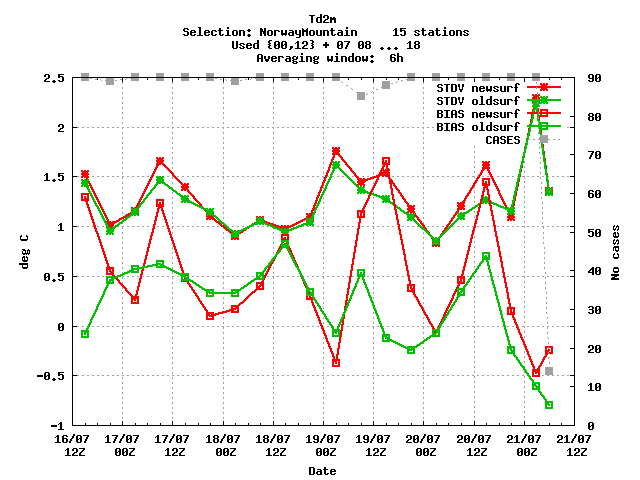 Td2m
Selection: NorwayMountain     15 stations
Used {00,12} + 07 08 ... 18
Averaging window:  6h
STDV newsurf
STDV oldsurf
BIAS newsurf
BIAS oldsurf
CASES
2.5
2
1.5
1
0.5
0
-0.5
-1
deg C
90
80
70
60
50
40
30
20
10
0
No cases
16/07 17/07 17/07 18/07 18/07 19/07 19/07 20/07 20/07 21/07 21/07
12Z 00Z 12Z 00Z 12Z 00Z 12Z 00Z 12Z 00Z 12Z
Date